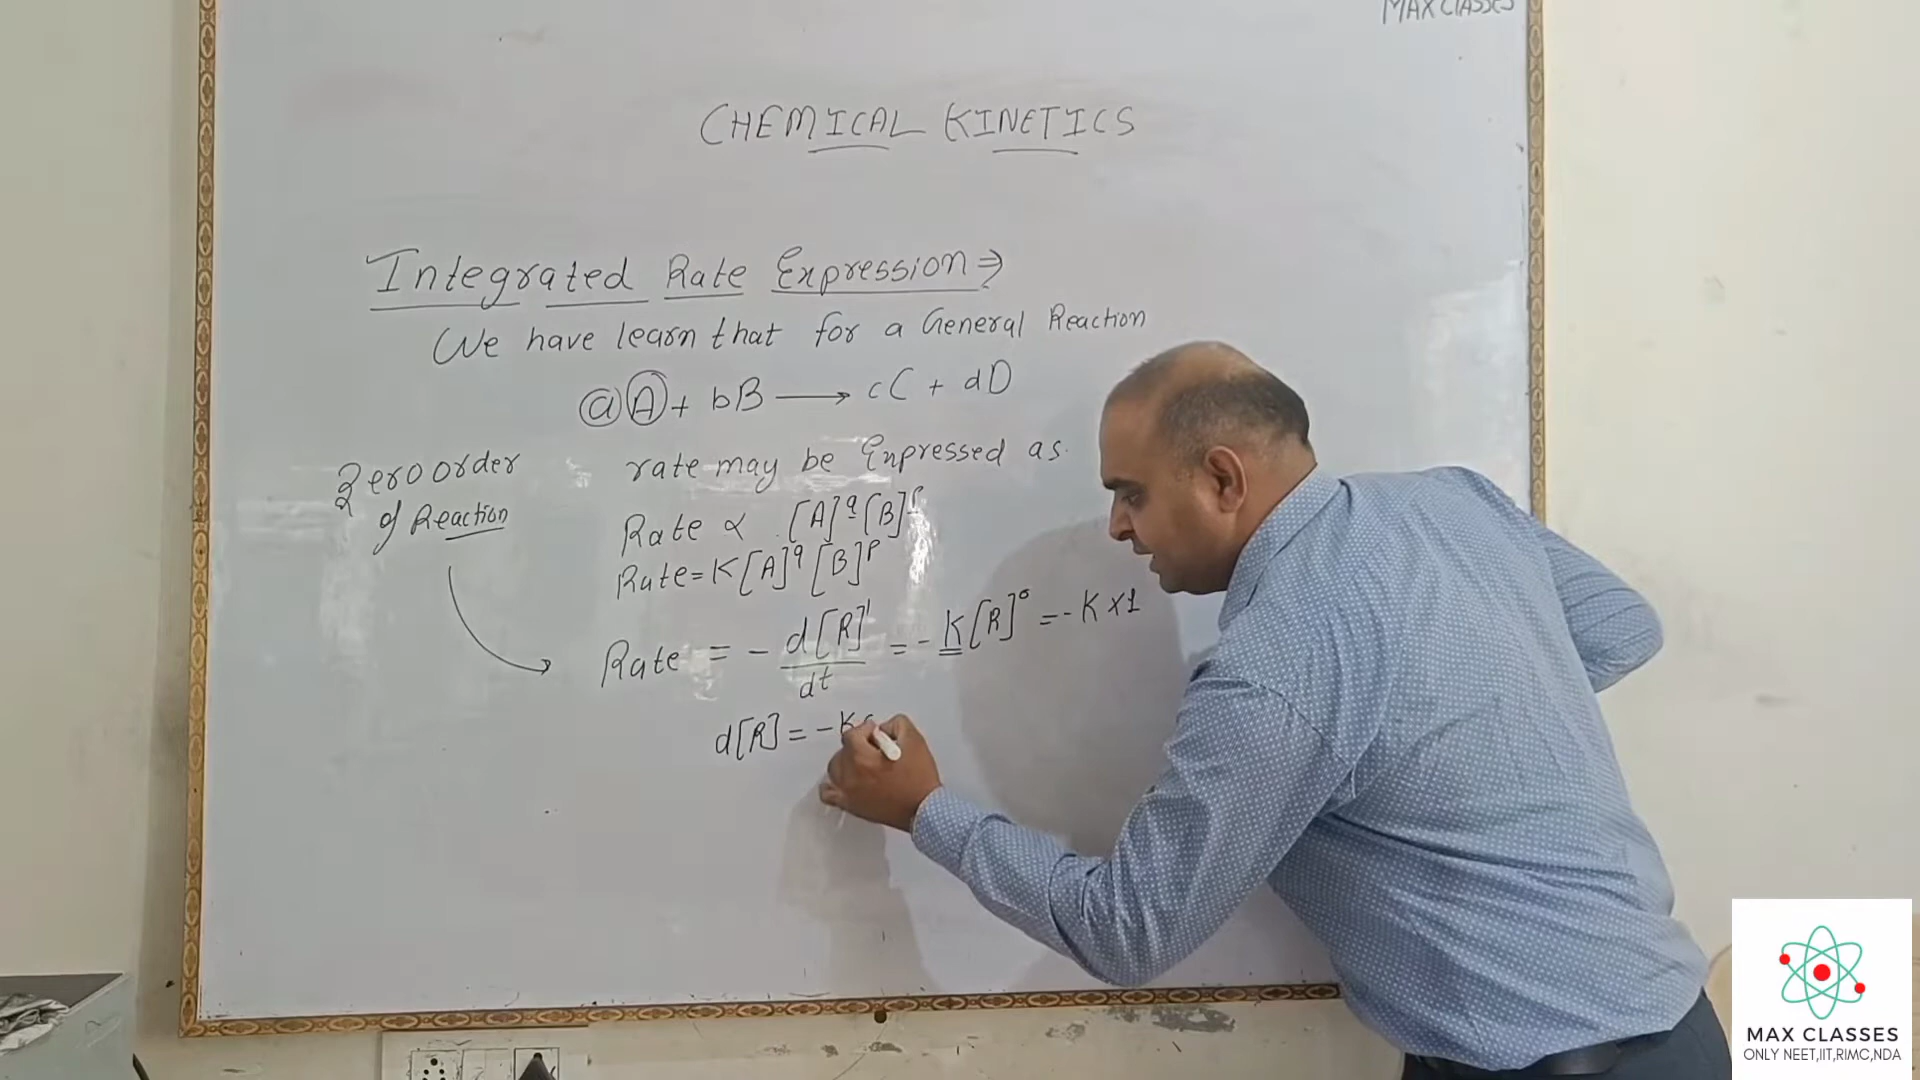 MAX CLASSES
CHEMICAL KINETICS
Integrated Rate Expression ⇒
We have learn that for a General Reaction
aA + bB ⟶ cC + dD
Zero order
of Reaction
rate may be Expressed as.
Rate ∝ [A]^q [B]^p
Rate = K[A]^q [B]^p
Rate = - d[R]^1/dt = - K[R]^0 = - K × 1
d[R] = - K
MAX CLASSES
ONLY NEET,IIT,RIMC,NDA